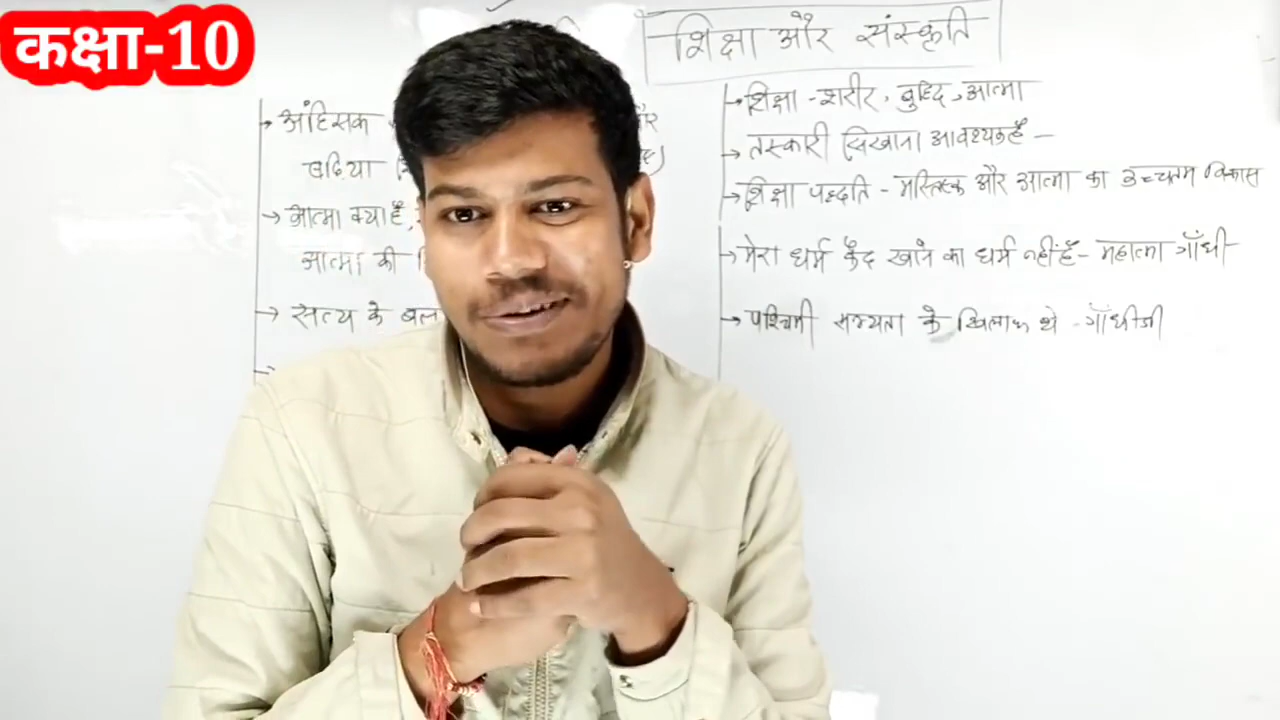 कक्षा-10
शिक्षा और संस्कृति
→ अहिंसक
बढ़िया
→ आत्मा क्या है,
आत्मा की
→ सत्य के बल
→ शिक्षा - शरीर, बुद्धि, आत्मा
→ तस्कारी सिखाना आवश्यक है -
→ शिक्षा पद्धति - मस्तिष्क और आत्मा का उच्चतम विकास
→ मेरा धर्म कैद खाने का धर्म नहीं है - महात्मा गाँधी
→ पश्चिमी सभ्यता के खिलाफ थे - गाँधीजी